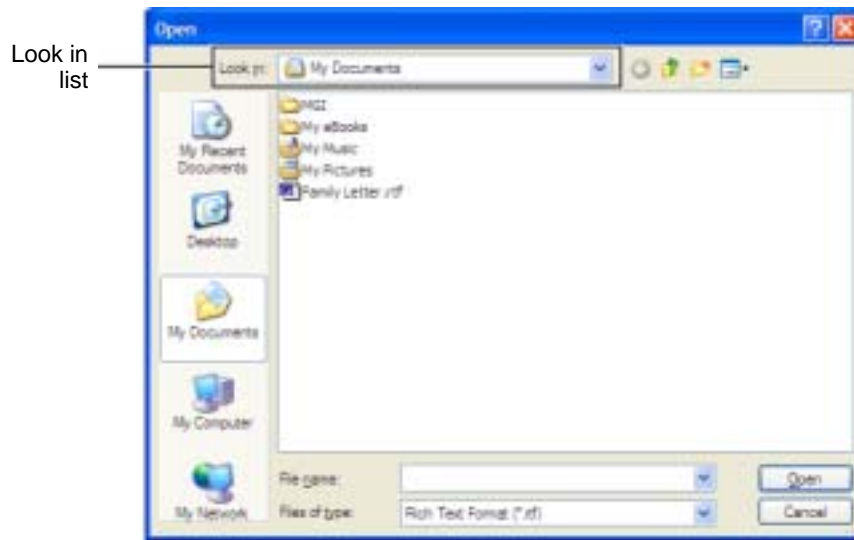 Open
Look in
list
Look in:
My Documents
MGI
My eBooks
My Music
My Pictures
Family Letter.rtf
My Recent
Documents
Desktop
My Documents
My Computer
My Network
File name:
Open
Files of type:
Rich Text Format (*.rtf)
Cancel